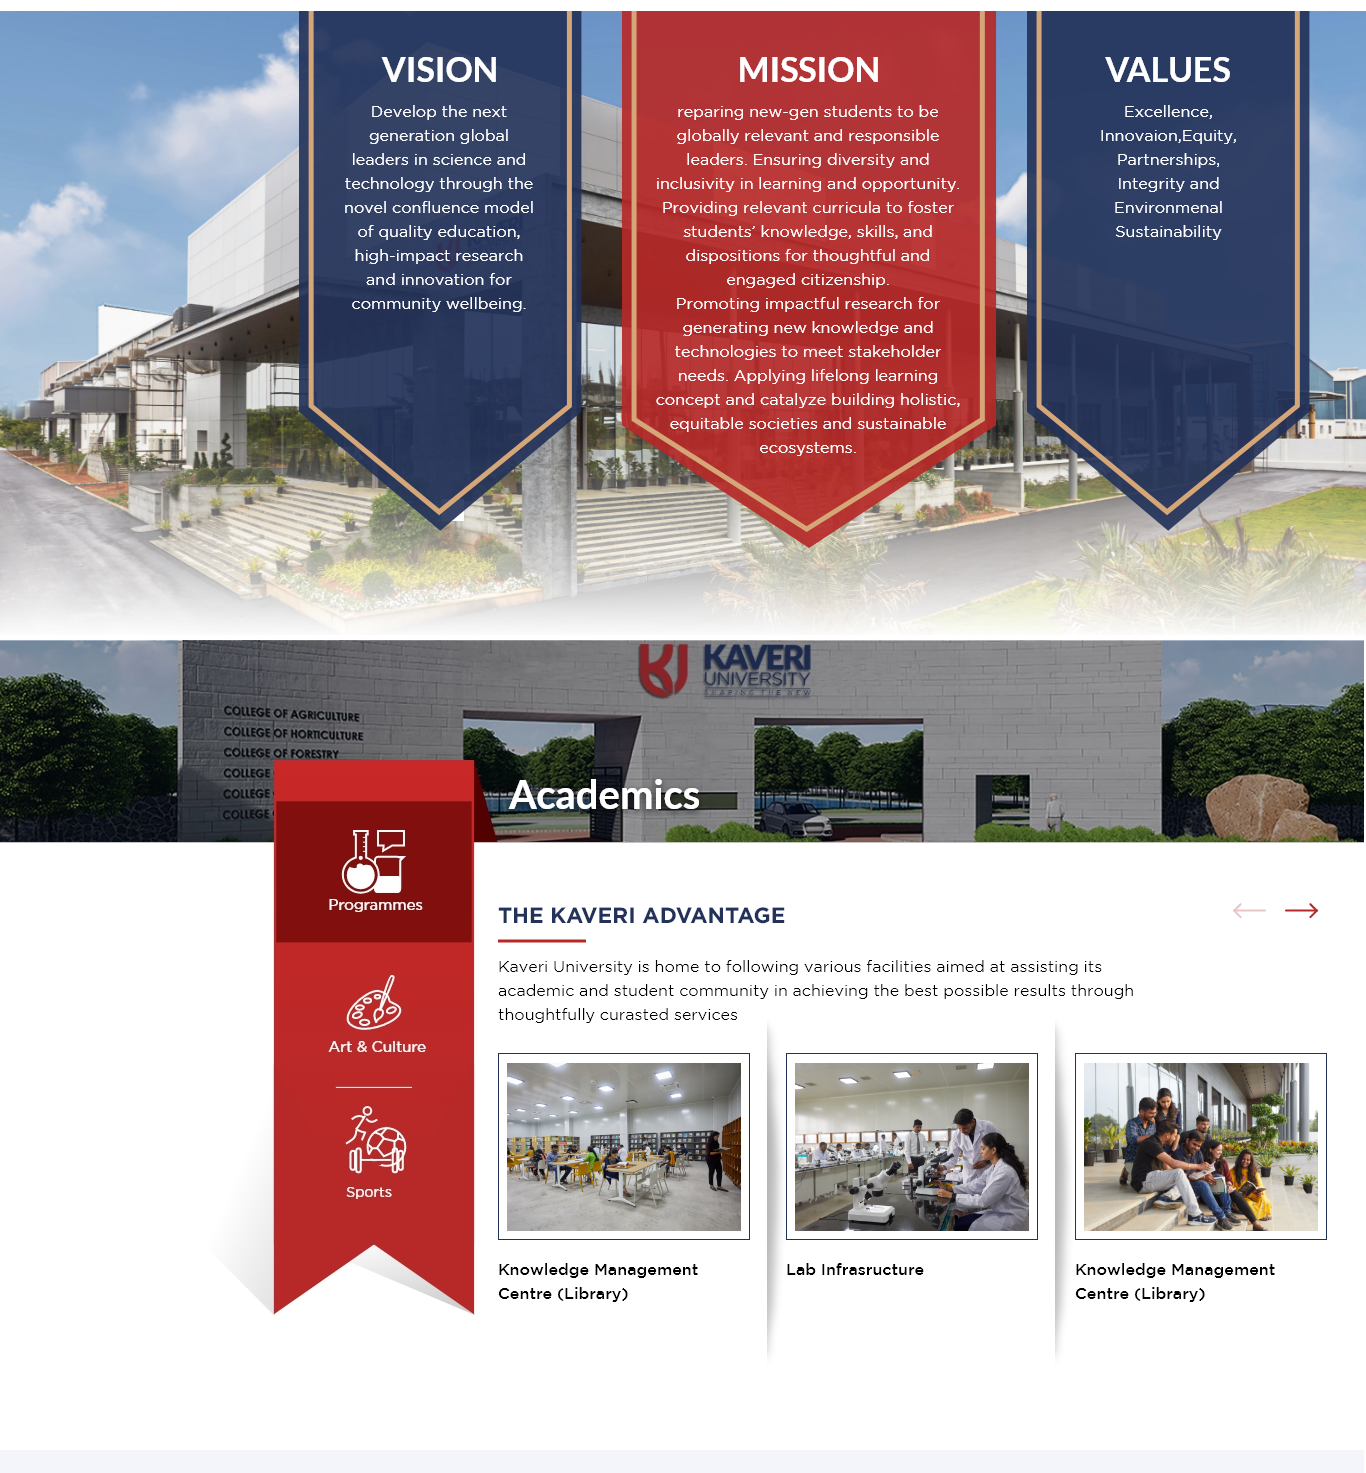 VISION
Develop the next
generation global
leaders in science and
technology through the
novel confluence model
of quality education,
high-impact research
and innovation for
community wellbeing.
MISSION
reparing new-gen students to be
globally relevant and responsible
leaders. Ensuring diversity and
inclusivity in learning and opportunity.
Providing relevant curricula to foster
students’ knowledge, skills, and
dispositions for thoughtful and
engaged citizenship.
Promoting impactful research for
generating new knowledge and
technologies to meet stakeholder
needs. Applying lifelong learning
concept and catalyze building holistic,
equitable societies and sustainable
ecosystems.
VALUES
Excellence,
Innovaion,Equity,
Partnerships,
Integrity and
Environmenal
Sustainability
KAVERI
UNIVERSITY
COLLEGE OF AGRICULTURE
COLLEGE OF HORTICULTURE
COLLEGE OF FORESTRY
COLLEGE
COLLEGE
COLLEGE
Academics
Programmes
Art & Culture
Sports
THE KAVERI ADVANTAGE
Kaveri University is home to following various facilities aimed at assisting its
academic and student community in achieving the best possible results through
thoughtfully curasted services
Knowledge Management
Centre (Library)
Lab Infrasructure
Knowledge Management
Centre (Library)